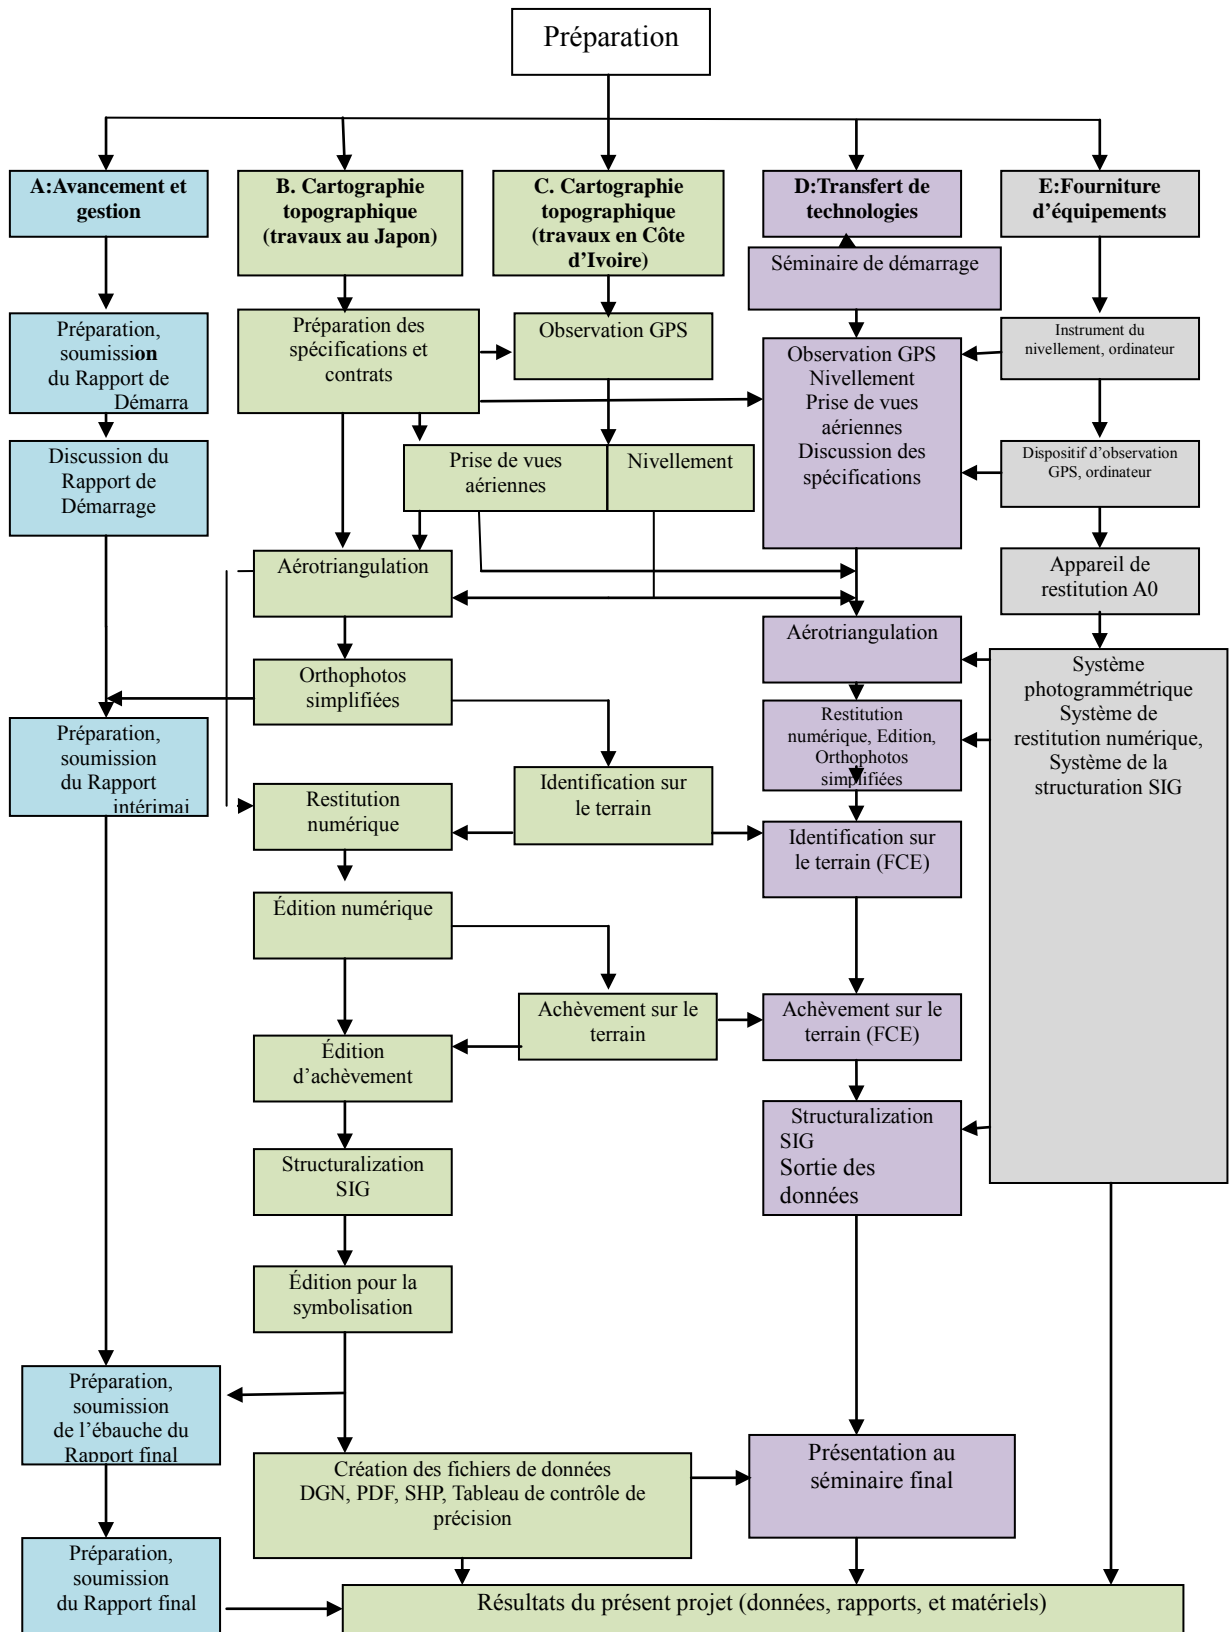 Préparation
A:Avancement et
gestion
B. Cartographie
topographique
(travaux au Japon)
C. Cartographie
topographique
(travaux en Côte
d'Ivoire)
D:Transfert de
technologies
E:Fourniture
d'équipements
Séminaire de démarrage
Préparation,
soumission
du Rapport de
Démarra
Préparation des
spécifications et
contrats
Observation GPS
Observation GPS
Nivellement
Prise de vues
aériennes
Discussion des
spécifications
Instrument du
nivellement, ordinateur
Discussion du
Rapport de
Démarrage
Prise de vues
aériennes
Nivellement
Dispositif d'observation
GPS, ordinateur
Aérotriangulation
Appareil de
restitution A0
Aérotriangulation
Orthophotos
simplifiées
Système
photogrammétrique
Système de
restitution numérique,
Système de la
structuration SIG
Préparation,
soumission
du Rapport
intérimai
Restitution
numérique, Edition,
Orthophotos
simplifiées
Identification sur
le terrain
Restitution
numérique
Identification sur
le terrain (FCE)
Édition numérique
Achèvement sur le
terrain
Achèvement sur le
terrain (FCE)
Édition
d'achèvement
Structuralization
SIG
Sortie des
données
Structuralization
SIG
Édition pour la
symbolisation
Préparation,
soumission
de l'ébauche du
Rapport final
Création des fichiers de données
DGN, PDF, SHP, Tableau de contrôle de
précision
Présentation au
séminaire final
Préparation,
soumission
du Rapport final
Résultats du présent projet (données, rapports, et matériels)